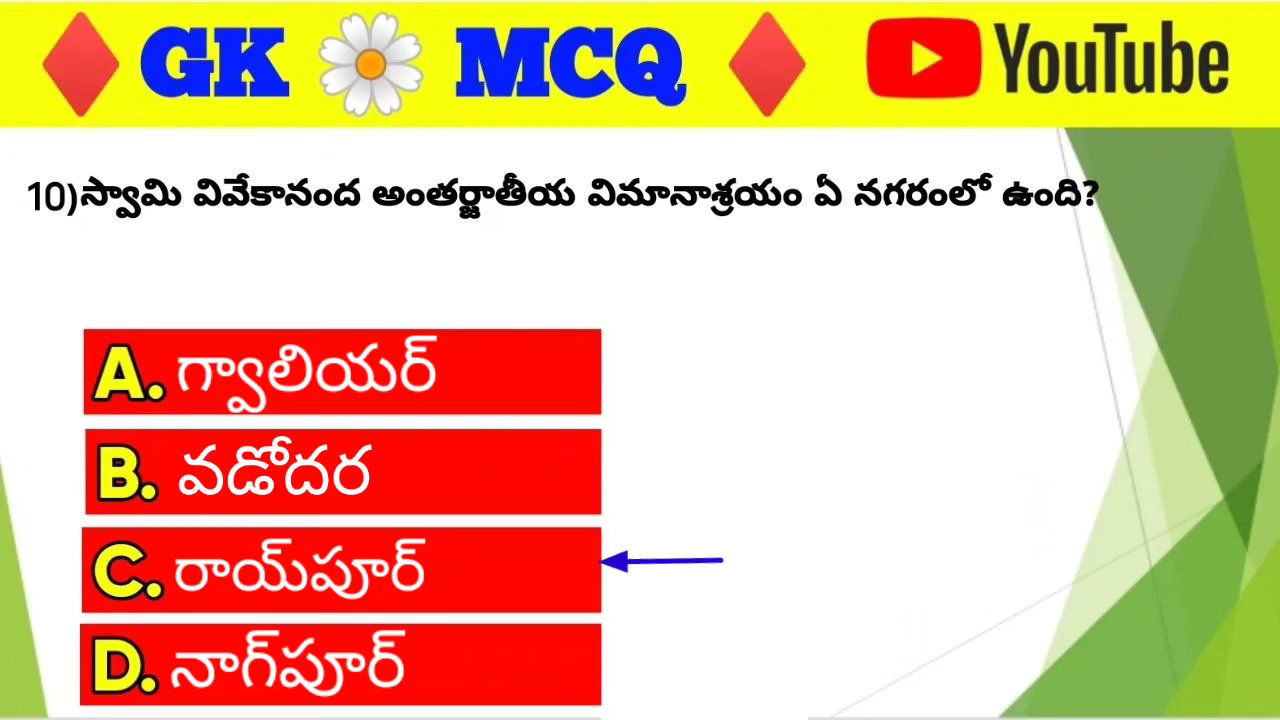 GK MCQ YouTube
10)స్వామి వివేకానంద అంతర్జాతీయ విమానాశ్రయం ఏ నగరంలో ఉంది?
A. గ్వాలియర్
B. వడోదర
C. రాయ్‌పూర్
D. నాగ్‌పూర్